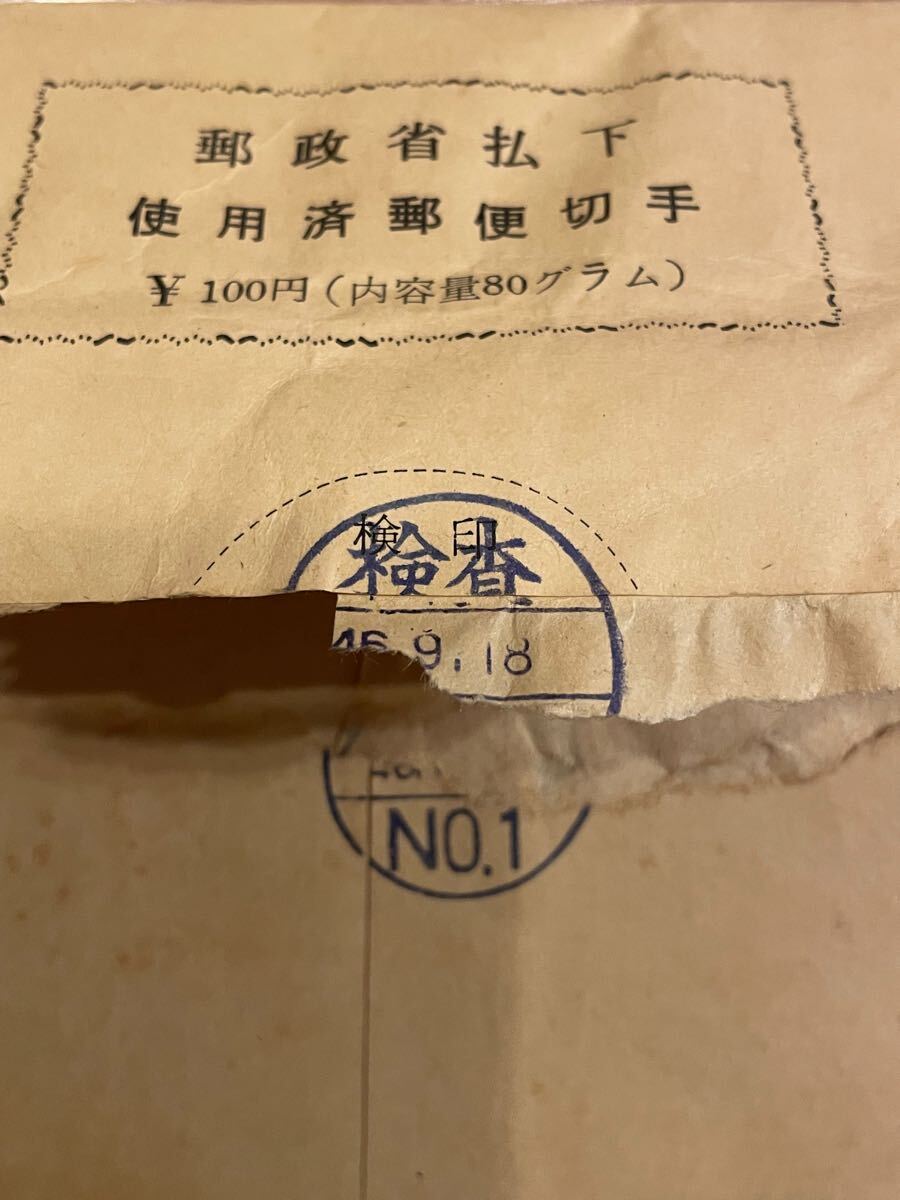 郵政省払下
使用済郵便切手
¥100円(内容量80グラム)
検印
検査
46.9.18
NO.1